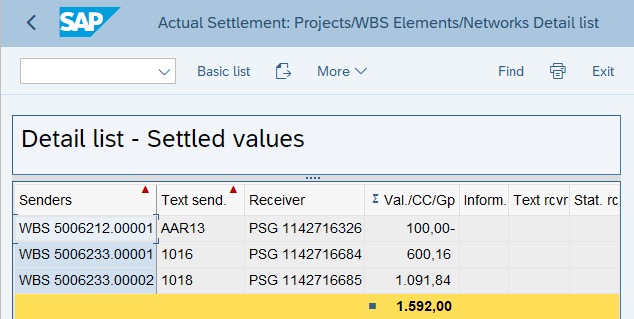 SAP Actual Settlement: Projects/WBS Elements/Networks Detail list
Basic list More Find Exit
Detail list - Settled values
Senders Text send. Receiver Σ Val./CC/Gp Inform. Text rcvr Stat. rc
WBS 5006212.00001 AAR13 PSG 1142716326 100,00-
WBS 5006233.00001 1016 PSG 1142716684 600,16
WBS 5006233.00002 1018 PSG 1142716685 1.091,84
1.592,00